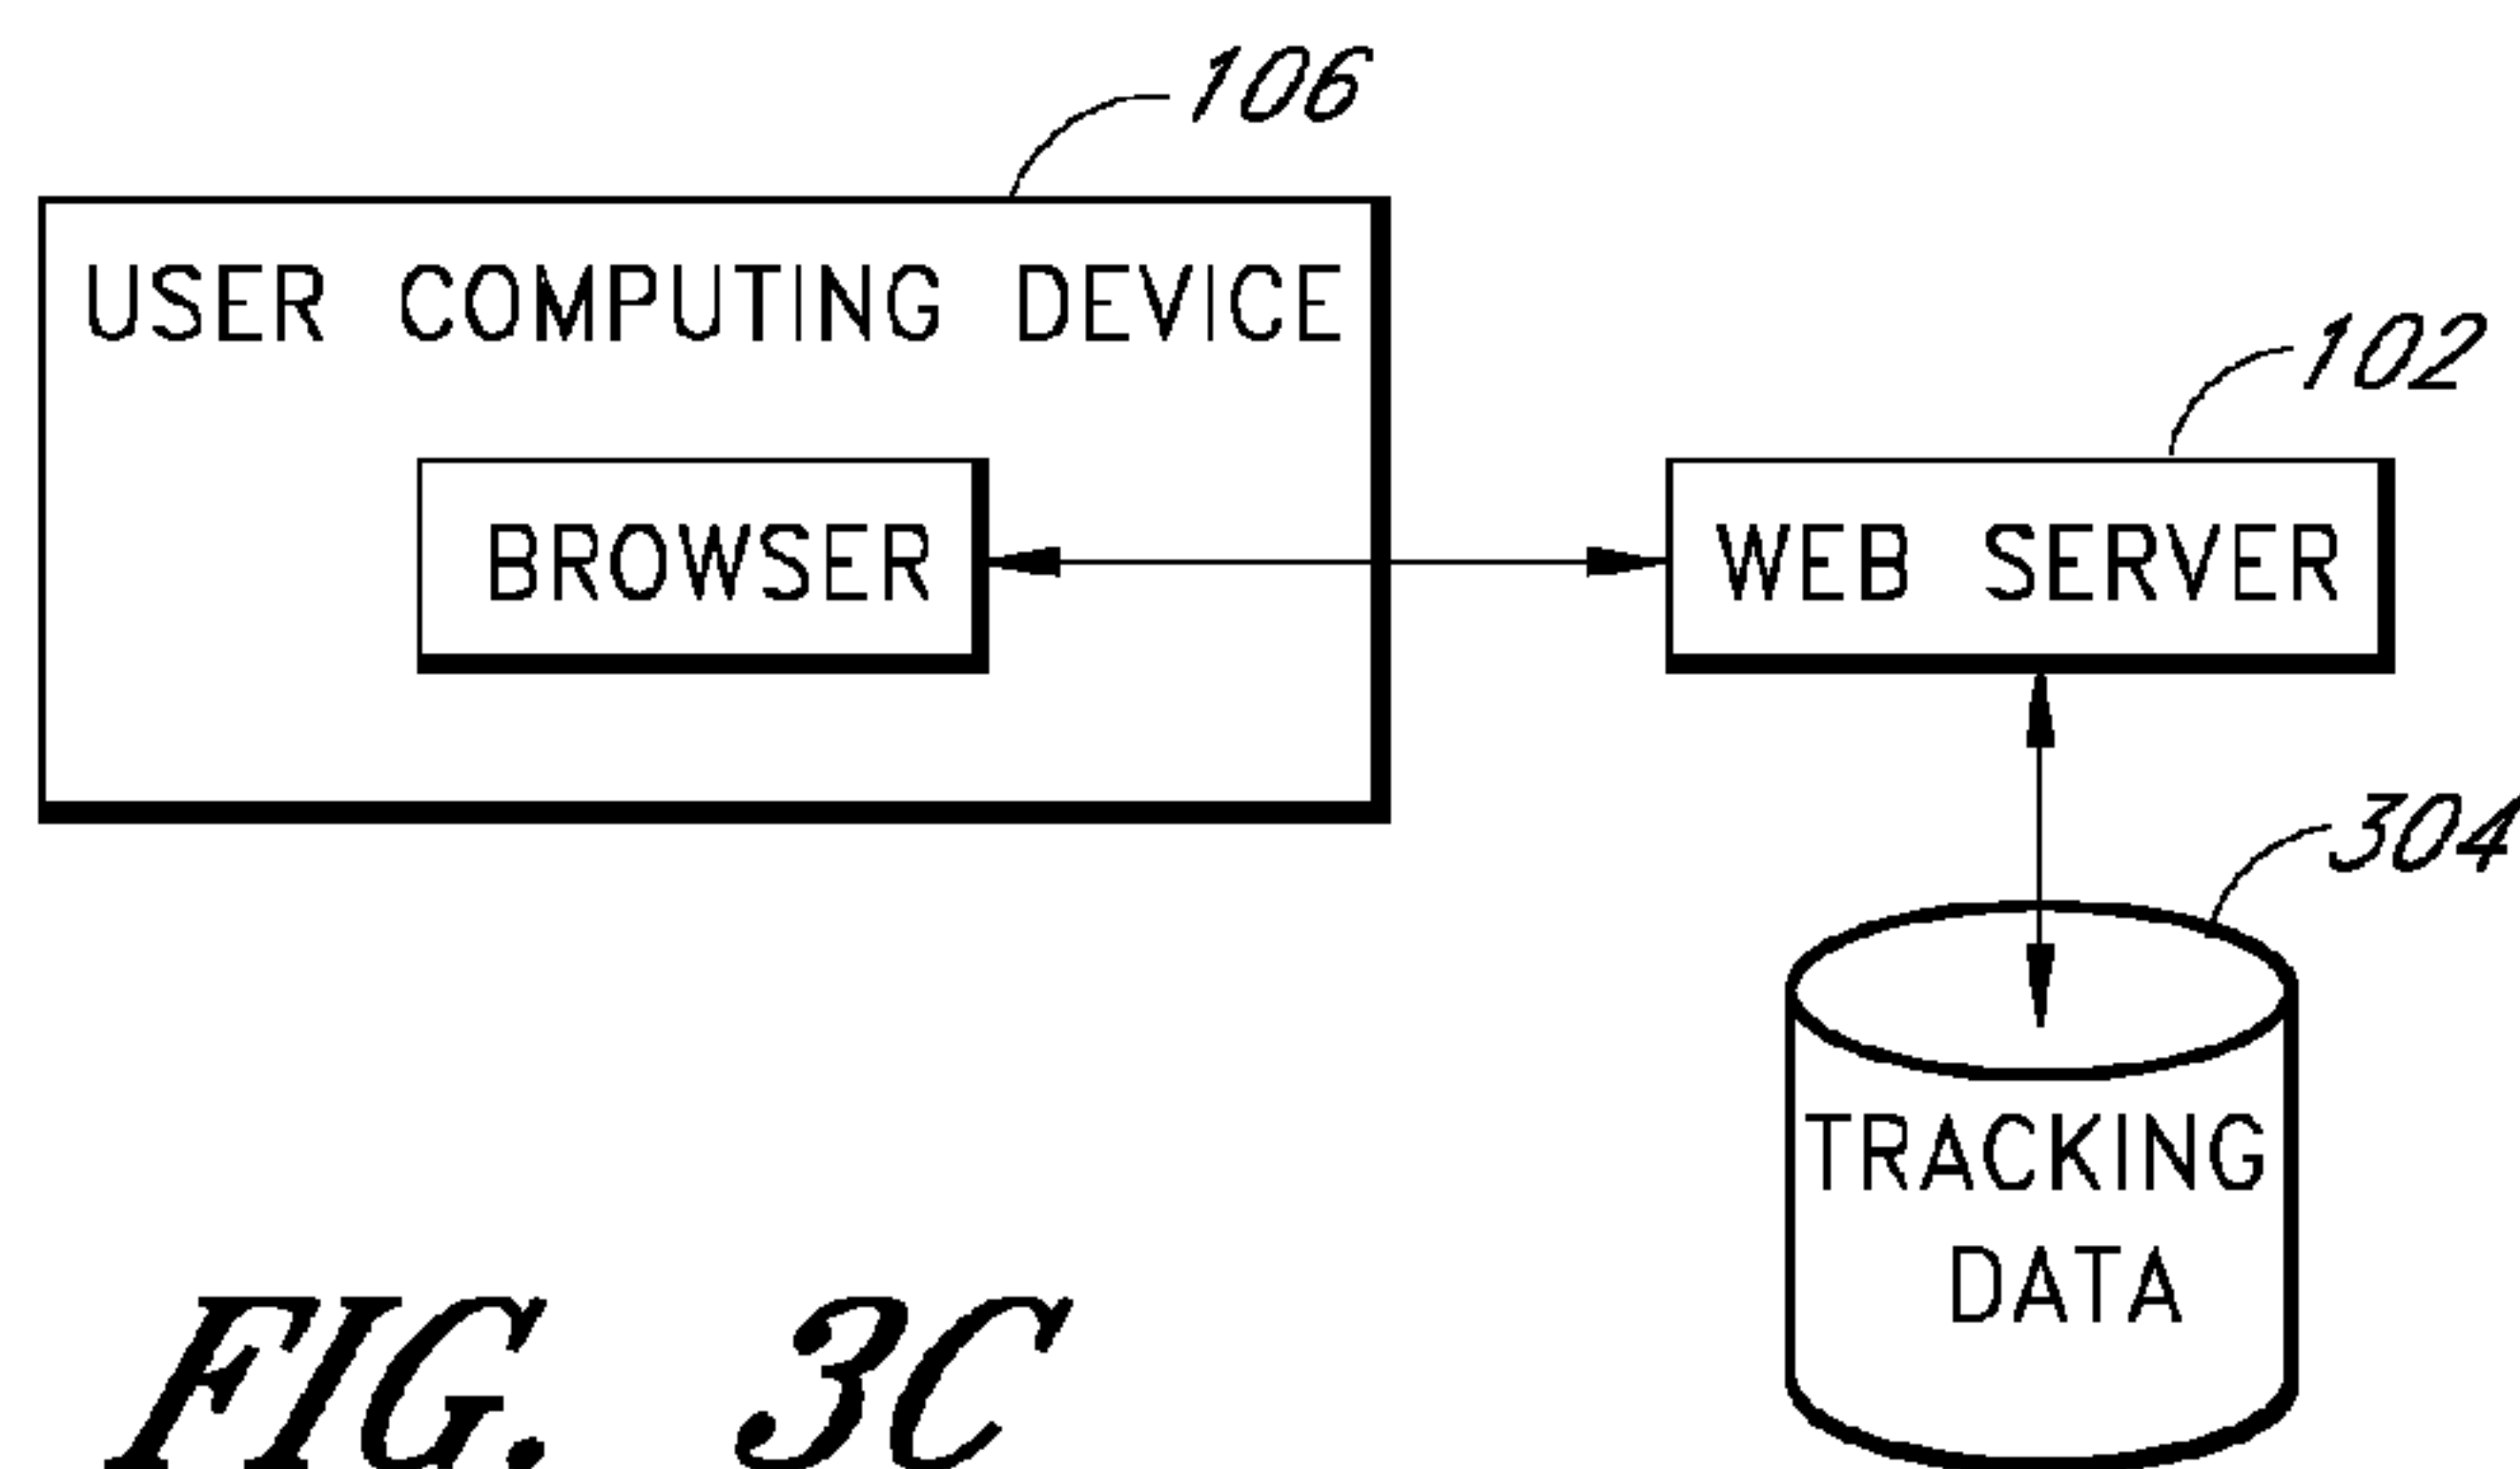 106
USER COMPUTING DEVICE
102
BROWSER
WEB SERVER
304
TRACKING
DATA
FIG. 3C